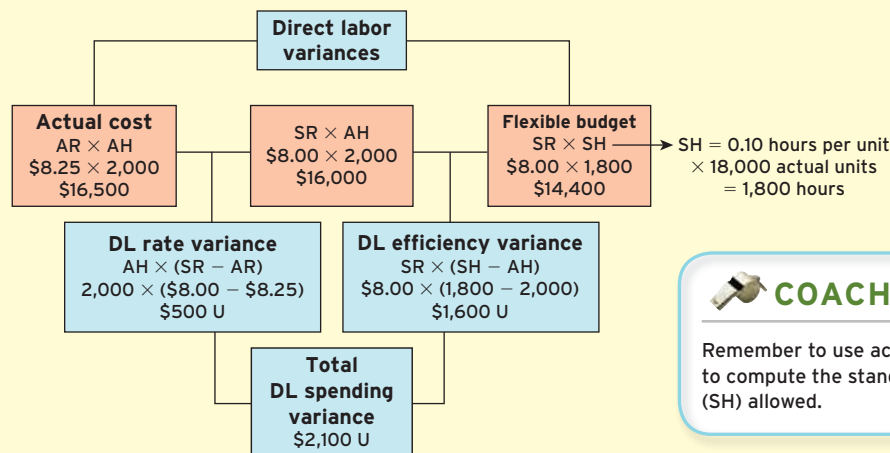 Direct labor
variances
Actual cost
AR × AH
$8.25 × 2,000
$16,500
SR × AH
$8.00 × 2,000
$16,000
Flexible budget
SR × SH
$8.00 × 1,800
$14,400
SH = 0.10 hours per unit
× 18,000 actual units
= 1,800 hours
DL rate variance
AH × (SR − AR)
2,000 × ($8.00 − $8.25)
$500 U
DL efficiency variance
SR × (SH − AH)
$8.00 × (1,800 − 2,000)
$1,600 U
Total
DL spending
variance
$2,100 U
COACH
Remember to use ac
to compute the stand
(SH) allowed.